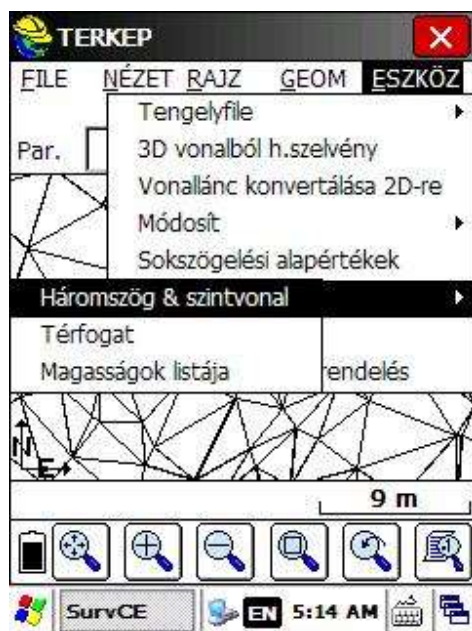 TERKEP
FILE NÉZET RAJZ GEOM ESZKÖZ
Tengelyfile
Par.
3D vonalból h.szelvény
Vonallánc konvertálása 2D-re
Módosít
Sokszögelési alapértékek
Háromszög & szintvonal
Térfogat
Magasságok listája
rendelés
N
E
9 m
SurvCE EN 5:14 AM